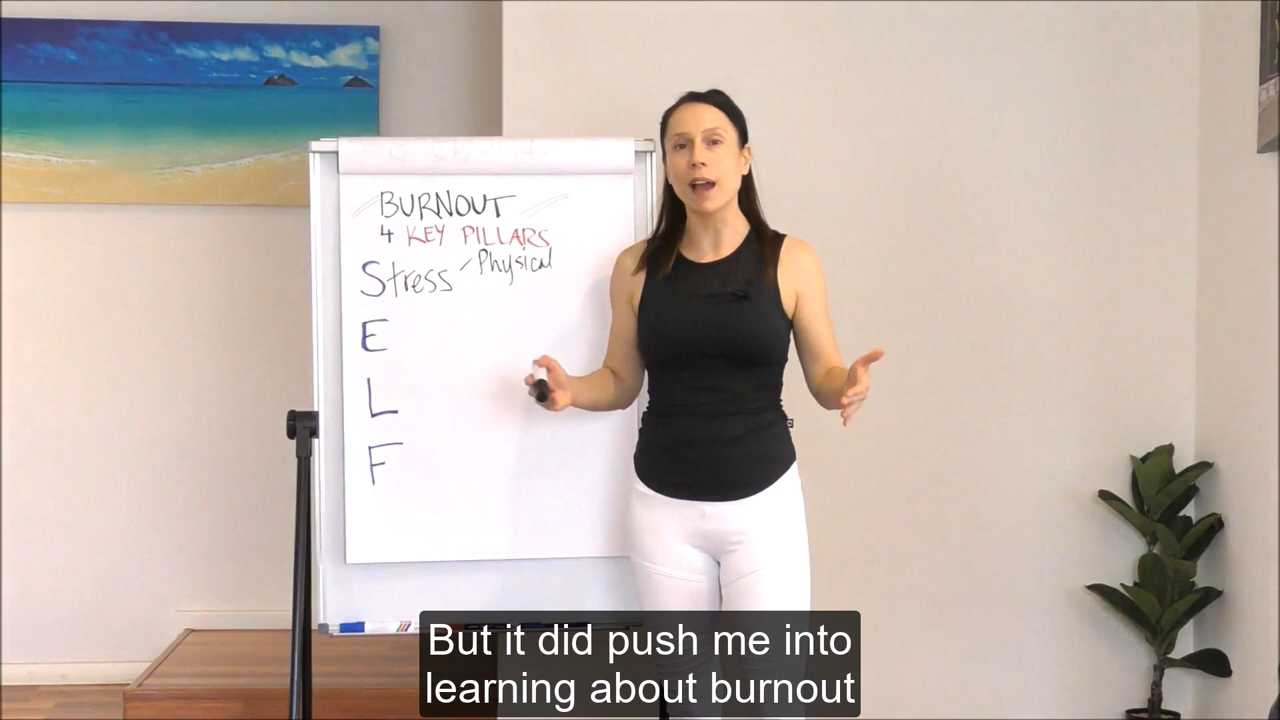 BURNOUT
4 KEY PILLARS
Stress - Physical
E
L
F
But it did push me into
learning about burnout